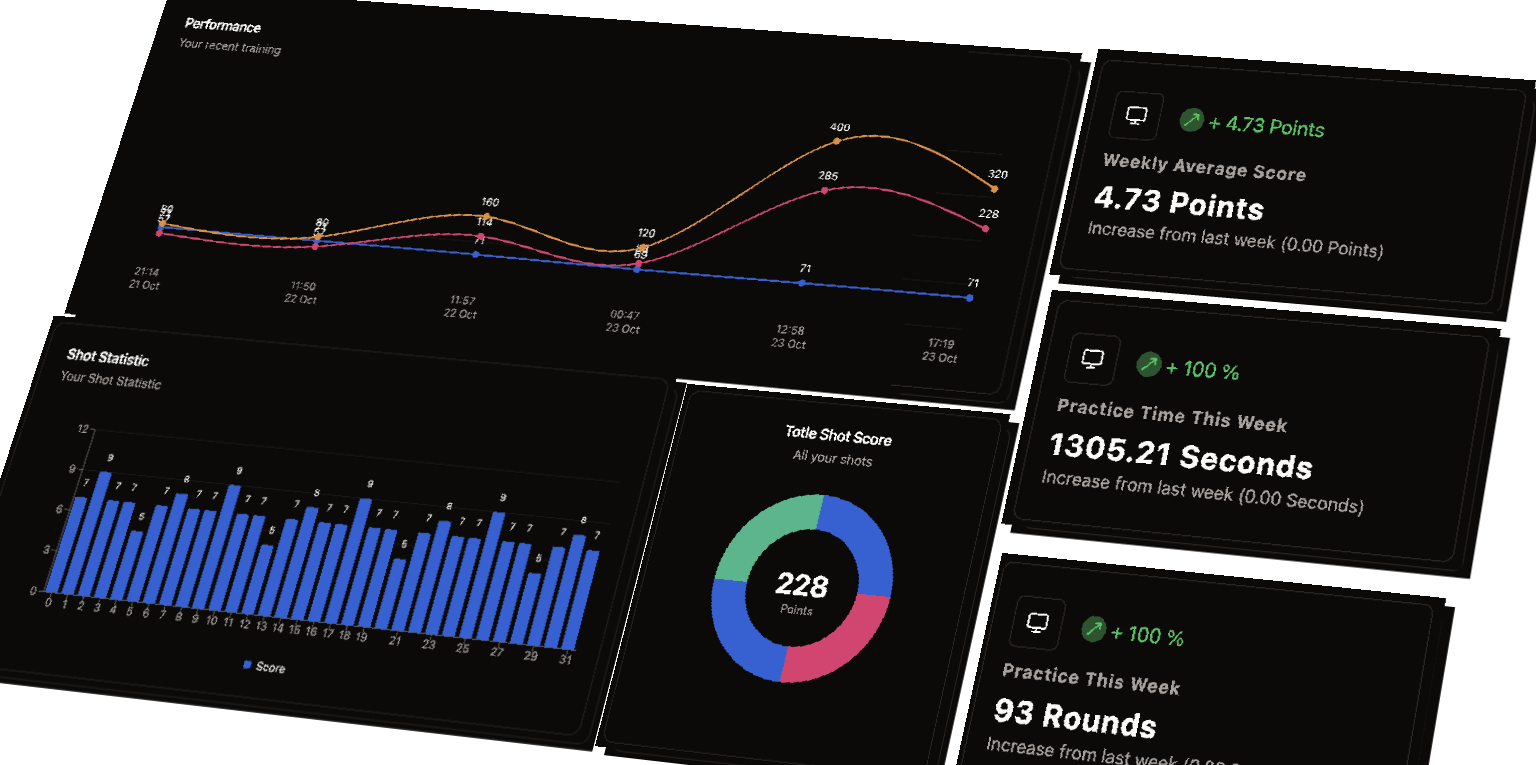 Performance
Your recent training
400
320
285
228
160
114
71
80
57
80
57
120
69
71
71
21:14
21 Oct
11:50
22 Oct
11:57
22 Oct
00:47
23 Oct
12:58
23 Oct
17:19
23 Oct
+ 4.73 Points
Weekly Average Score
4.73 Points
Increase from last week (0.00 Points)
+ 100 %
Practice Time This Week
1305.21 Seconds
Increase from last week (0.00 Seconds)
+ 100 %
Practice This Week
93 Rounds
Increase from last week
Shot Statistic
Your Shot Statistic
12
9
6
3
0
7 9 7 7 5 7 8 7 7 9 7 7 5 7 8 7 7 9 7 7 5 7 8 7 7 9 7 7 5 7 8 7
0 1 2 3 4 5 6 7 8 9 10 11 12 13 14 15 16 17 18 19 21 23 25 27 29 31
Score
Totle Shot Score
All your shots
228
Points